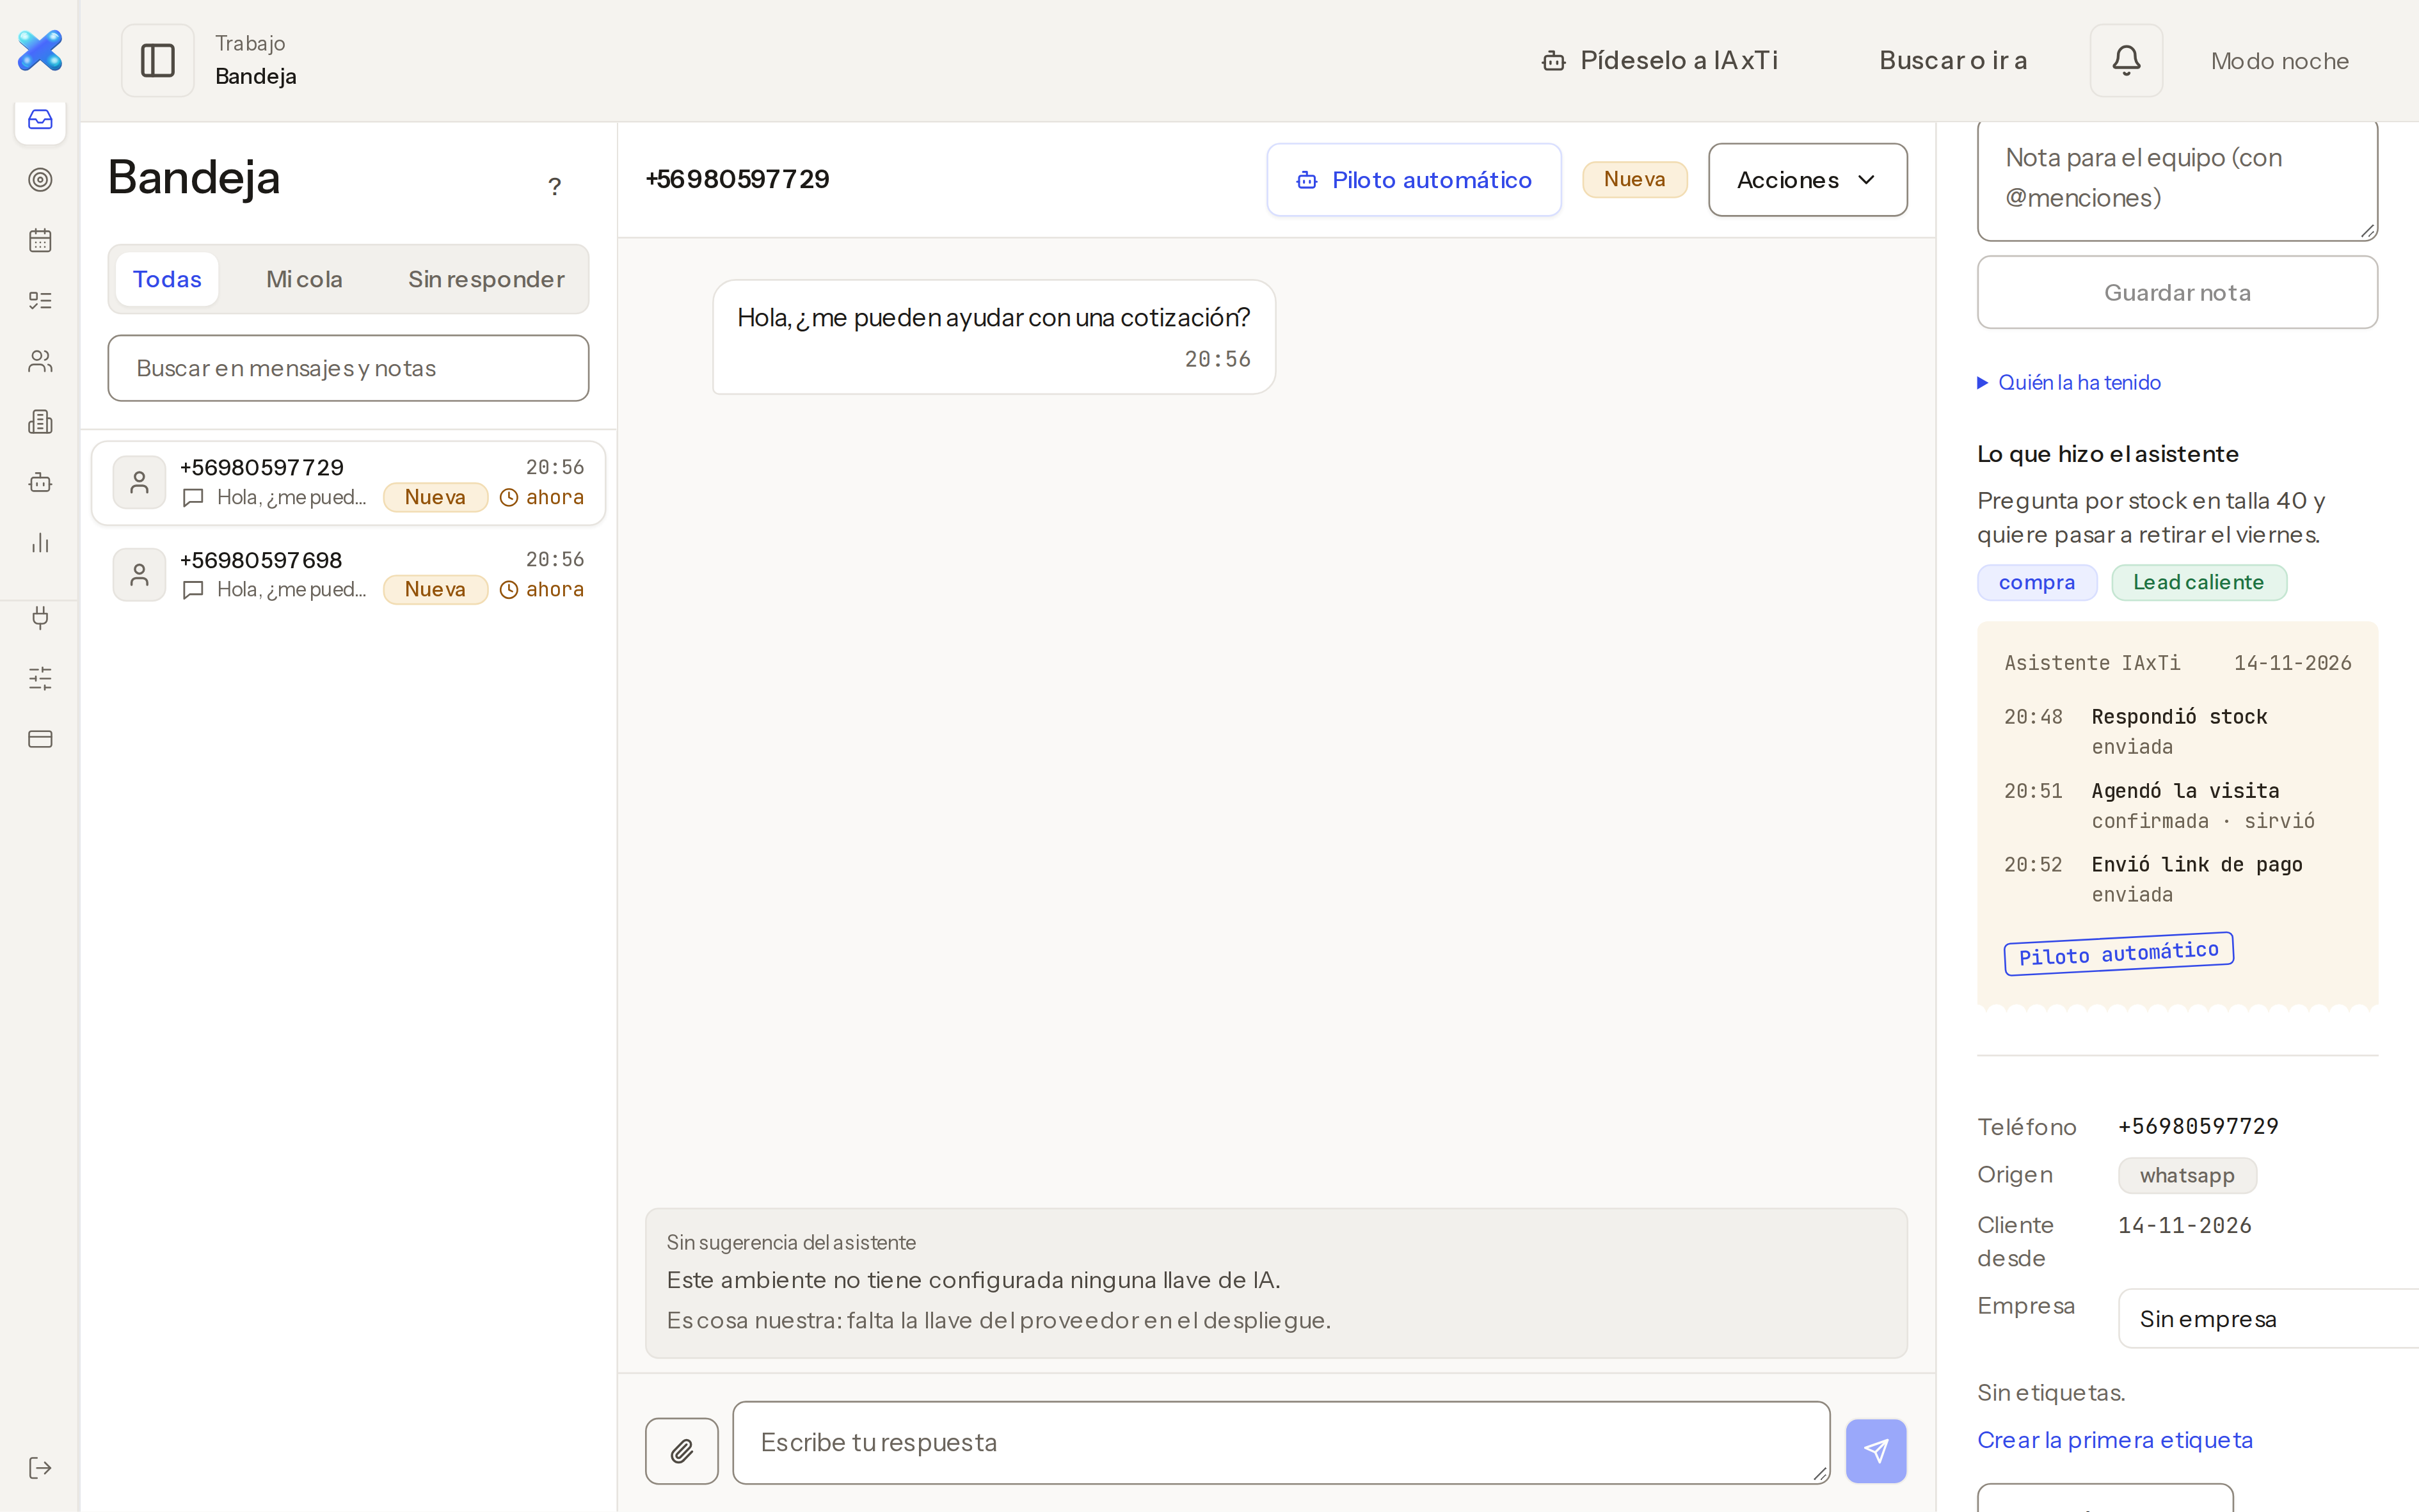 Trabajo
Bandeja
Pídeselo a IAxTi
Buscar o ir a
Modo noche
Bandeja
?
Todas
Mi cola
Sin responder
Buscar en mensajes y notas
+56980597729
20:56
Hola, ¿me pued...
Nueva
ahora
+56980597698
20:56
Hola, ¿me pued...
Nueva
ahora
+56980597729
Piloto automático
Nueva
Acciones
Hola, ¿me pueden ayudar con una cotización?
20:56
Sin sugerencia del asistente
Este ambiente no tiene configurada ninguna llave de IA.
Es cosa nuestra: falta la llave del proveedor en el despliegue.
Escribe tu respuesta
Nota para el equipo (con
@menciones)
Guardar nota
Quién la ha tenido
Lo que hizo el asistente
Pregunta por stock en talla 40 y
quiere pasar a retirar el viernes.
compra
Lead caliente
Asistente IAxTi
14-11-2026
20:48
Respondió stock
enviada
20:51
Agendó la visita
confirmada · sirvió
20:52
Envió link de pago
enviada
Piloto automático
Teléfono
+56980597729
Origen
whatsapp
Cliente
desde
14-11-2026
Empresa
Sin empresa
Sin etiquetas.
Crear la primera etiqueta